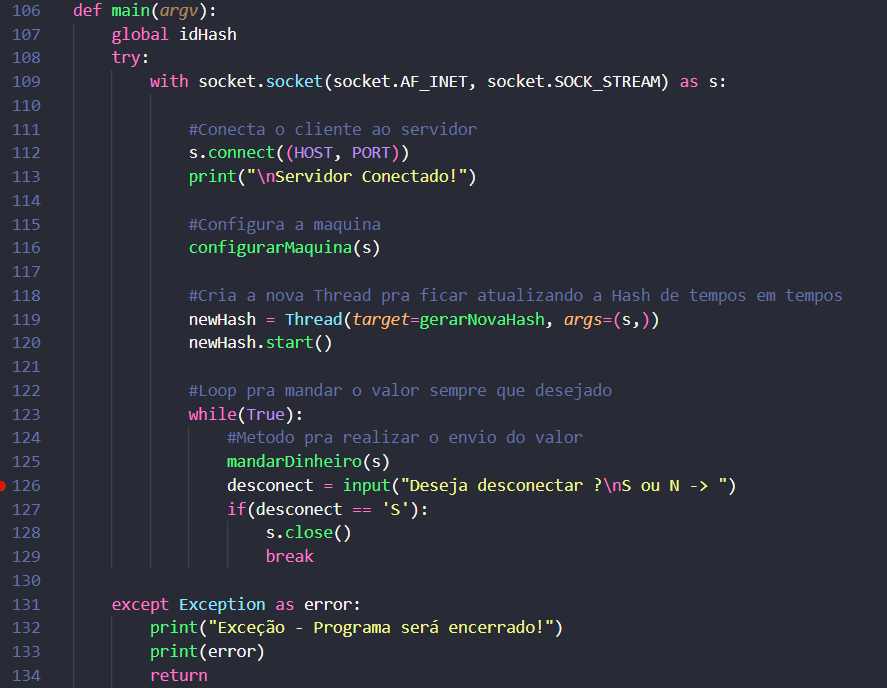 106 def main(argv):
107 global idHash
108 try:
109 with socket.socket(socket.AF_INET, socket.SOCK_STREAM) as s:
110
111 #Conecta o cliente ao servidor
112 s.connect((HOST, PORT))
113 print("\nServidor Conectado!")
114
115 #Configura a maquina
116 configurarMaquina(s)
117
118 #Cria a nova Thread pra ficar atualizando a Hash de tempos em tempos
119 newHash = Thread(target=gerarNovaHash, args=(s,))
120 newHash.start()
121
122 #Loop pra mandar o valor sempre que desejado
123 while(True):
124 #Metodo pra realizar o envio do valor
125 mandarDinheiro(s)
126 desconect = input("Deseja desconectar ?\nS ou N -> ")
127 if(desconect == 'S'):
128 s.close()
129 break
130
131 except Exception as error:
132 print("Exceção - Programa será encerrado!")
133 print(error)
134 return